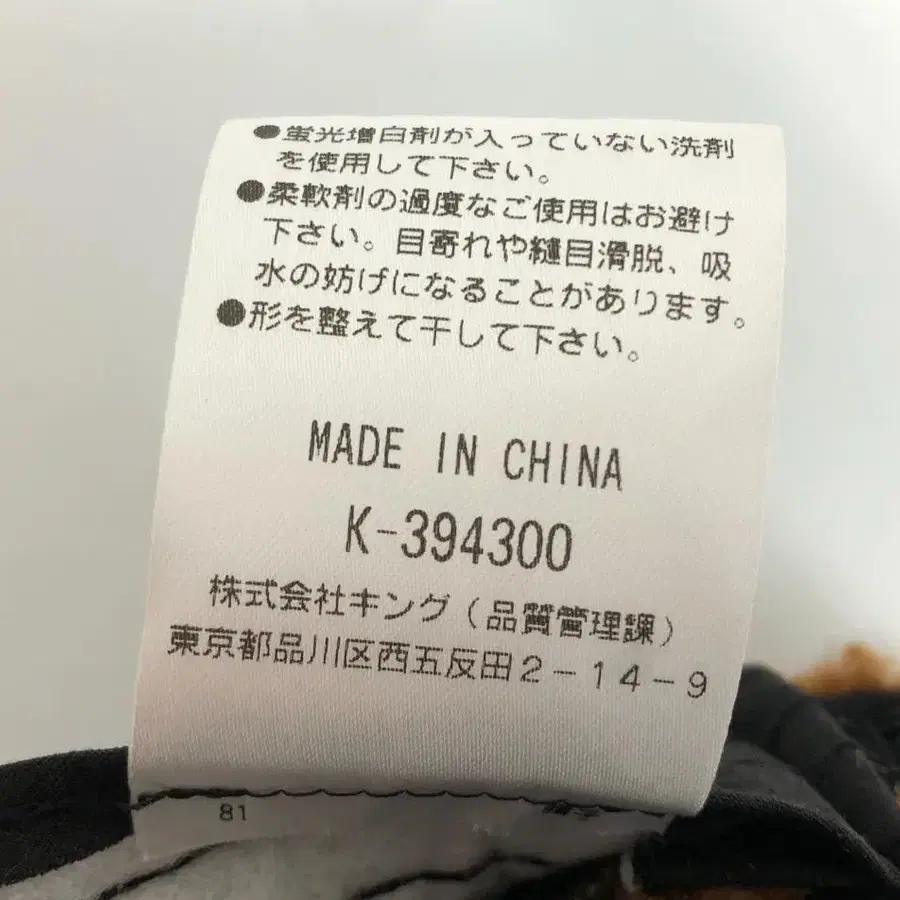 ●蛍光増白剤が入っていない洗剤
を使用して下さい。
●柔軟剤の過度なご使用はお避け
下さい。目寄れや縫目滑脱、吸
水の妨げになることがあります。
●形を整えて干して下さい。
MADE IN CHINA
K-394300
株式会社キング(品質管理課)
東京都品川区西五反田2-14-9
81